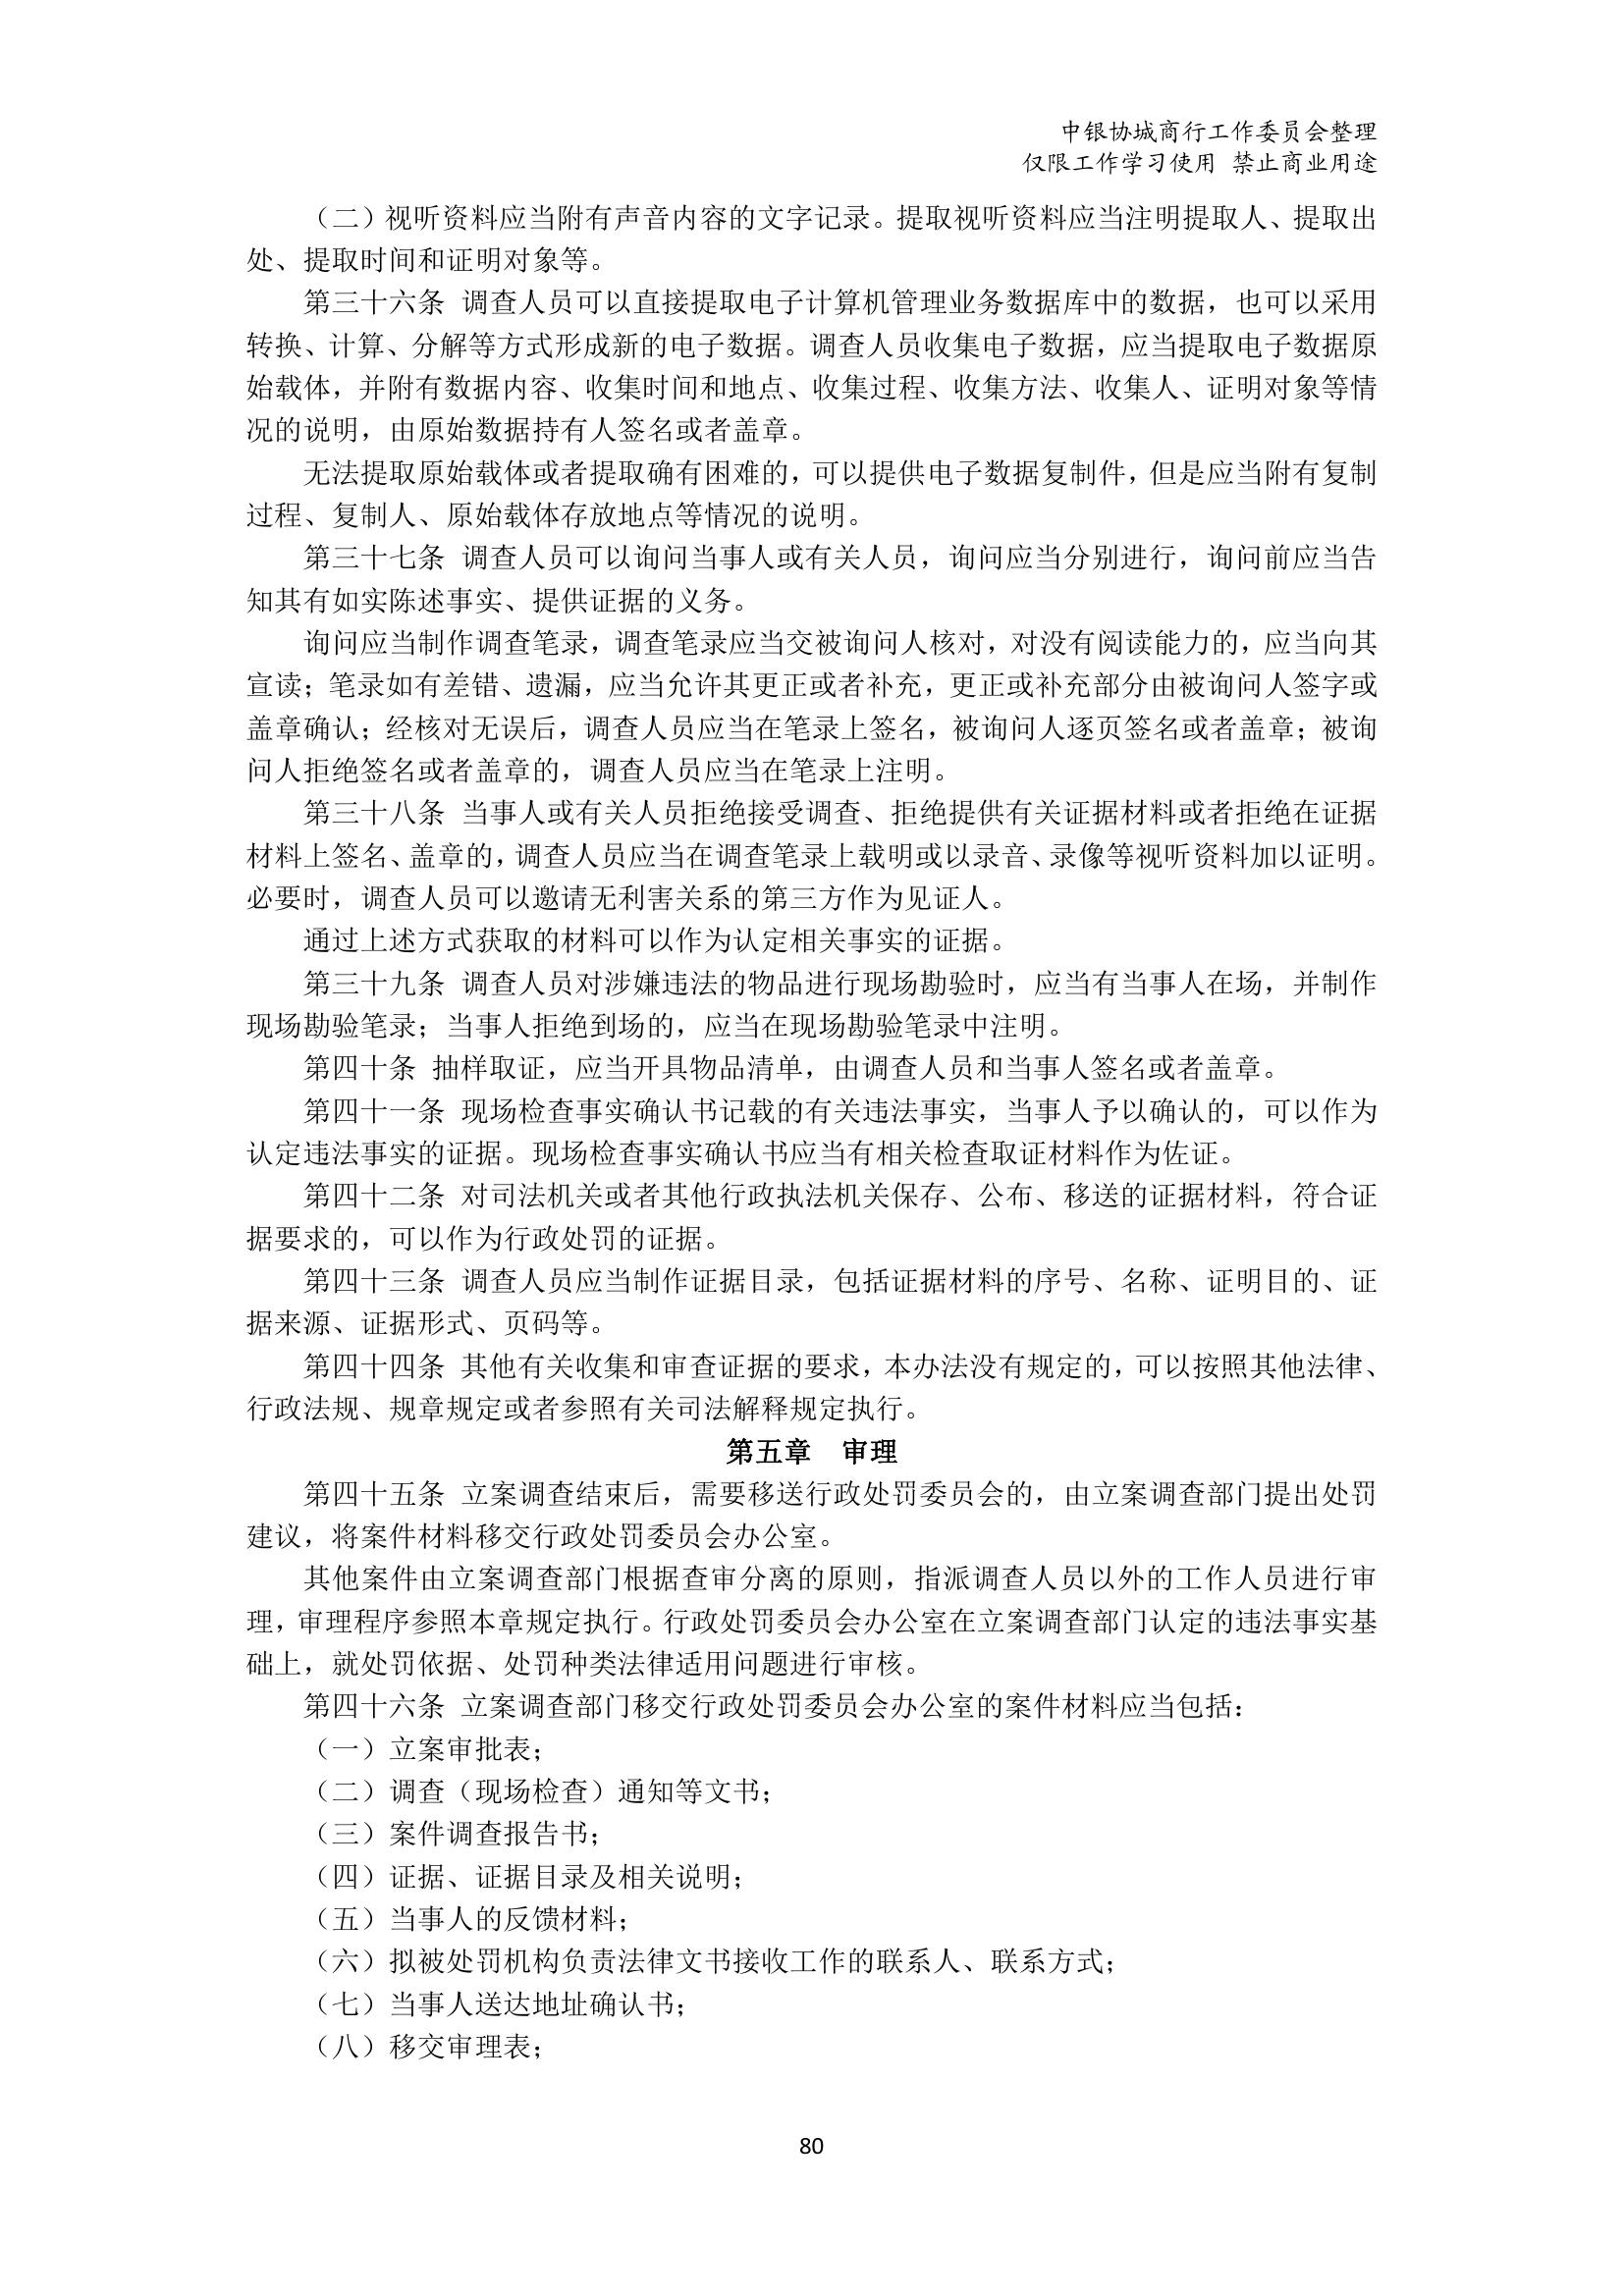 中银协城商行工作委员会整理
仅限工作学习使用 禁止商业用途
（二）视听资料应当附有声音内容的文字记录。提取视听资料应当注明提取人、提取出
处、提取时间和证明对象等。
第三十六条 调查人员可以直接提取电子计算机管理业务数据库中的数据，也可以采用
转换、计算、分解等方式形成新的电子数据。调查人员收集电子数据，应当提取电子数据原
始载体，并附有数据内容、收集时间和地点、收集过程、收集方法、收集人、证明对象等情
况的说明，由原始数据持有人签名或者盖章。
无法提取原始载体或者提取确有困难的，可以提供电子数据复制件，但是应当附有复制
过程、复制人、原始载体存放地点等情况的说明。
第三十七条 调查人员可以询问当事人或有关人员，询问应当分别进行，询问前应当告
知其有如实陈述事实、提供证据的义务。
询问应当制作调查笔录，调查笔录应当交被询问人核对，对没有阅读能力的，应当向其
宣读；笔录如有差错、遗漏，应当允许其更正或者补充，更正或补充部分由被询问人签字或
盖章确认；经核对无误后，调查人员应当在笔录上签名，被询问人逐页签名或者盖章；被询
问人拒绝签名或者盖章的，调查人员应当在笔录上注明。
第三十八条 当事人或有关人员拒绝接受调查、拒绝提供有关证据材料或者拒绝在证据
材料上签名、盖章的，调查人员应当在调查笔录上载明或以录音、录像等视听资料加以证明。
必要时，调查人员可以邀请无利害关系的第三方作为见证人。
通过上述方式获取的材料可以作为认定相关事实的证据。
第三十九条 调查人员对涉嫌违法的物品进行现场勘验时，应当有当事人在场，并制作
现场勘验笔录；当事人拒绝到场的，应当在现场勘验笔录中注明。
第四十条 抽样取证，应当开具物品清单，由调查人员和当事人签名或者盖章。
第四十一条 现场检查事实确认书记载的有关违法事实，当事人予以确认的，可以作为
认定违法事实的证据。现场检查事实确认书应当有相关检查取证材料作为佐证。
第四十二条 对司法机关或者其他行政执法机关保存、公布、移送的证据材料，符合证
据要求的，可以作为行政处罚的证据。
第四十三条 调查人员应当制作证据目录，包括证据材料的序号、名称、证明目的、证
据来源、证据形式、页码等。
第四十四条 其他有关收集和审查证据的要求，本办法没有规定的，可以按照其他法律、
行政法规、规章规定或者参照有关司法解释规定执行。
第五章 审理
第四十五条 立案调查结束后，需要移送行政处罚委员会的，由立案调查部门提出处罚
建议，将案件材料移交行政处罚委员会办公室。
其他案件由立案调查部门根据查审分离的原则，指派调查人员以外的工作人员进行审
理，审理程序参照本章规定执行。行政处罚委员会办公室在立案调查部门认定的违法事实基
础上，就处罚依据、处罚种类法律适用问题进行审核。
第四十六条 立案调查部门移交行政处罚委员会办公室的案件材料应当包括：
（一）立案审批表；
（二）调查（现场检查）通知等文书；
（三）案件调查报告书；
（四）证据、证据目录及相关说明；
（五）当事人的反馈材料；
（六）拟被处罚机构负责法律文书接收工作的联系人、联系方式；
（七）当事人送达地址确认书；
（八）移交审理表；
80